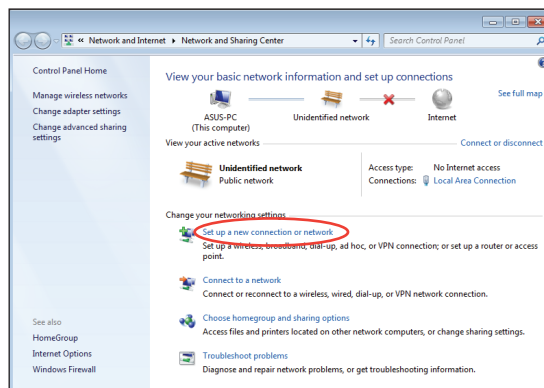 « Network and Internet ▸ Network and Sharing Center
Search Control Panel
Control Panel Home
Manage wireless networks
Change adapter settings
Change advanced sharing
settings
See also
HomeGroup
Internet Options
Windows Firewall
View your basic network information and set up connections
See full map
ASUS-PC
(This computer)
Unidentified network
Internet
View your active networks
Connect or disconnect
Unidentified network
Public network
Access type: No Internet access
Connections: Local Area Connection
Change your networking settings
Set up a new connection or network
Set up a wireless, broadband, dial-up, ad hoc, or VPN connection; or set up a router or access
point.
Connect to a network
Connect or reconnect to a wireless, wired, dial-up, or VPN network connection.
Choose homegroup and sharing options
Access files and printers located on other network computers, or change sharing settings.
Troubleshoot problems
Diagnose and repair network problems, or get troubleshooting information.